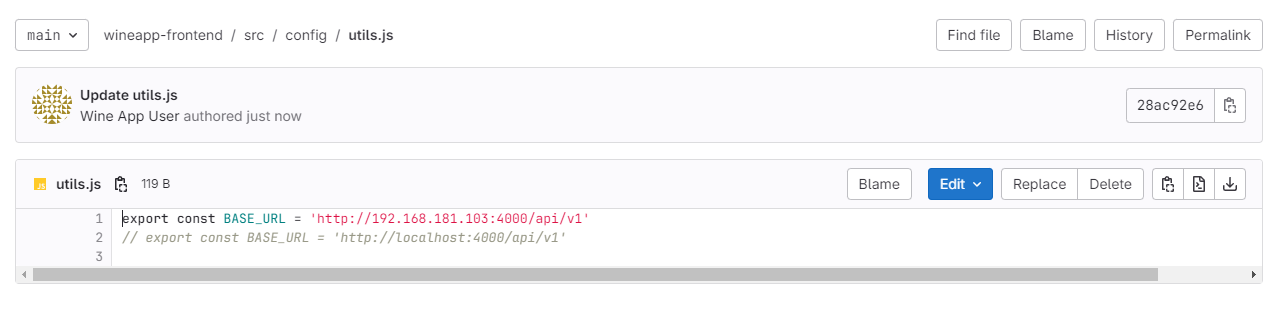 main wineapp-frontend / src / config / utils.js Find file Blame History Permalink
Update utils.js
Wine App User authored just now
28ac92e6
JS utils.js 119 B Blame Edit Replace Delete
1 export const BASE_URL = 'http://192.168.181.103:4000/api/v1'
2 // export const BASE_URL = 'http://localhost:4000/api/v1'
3